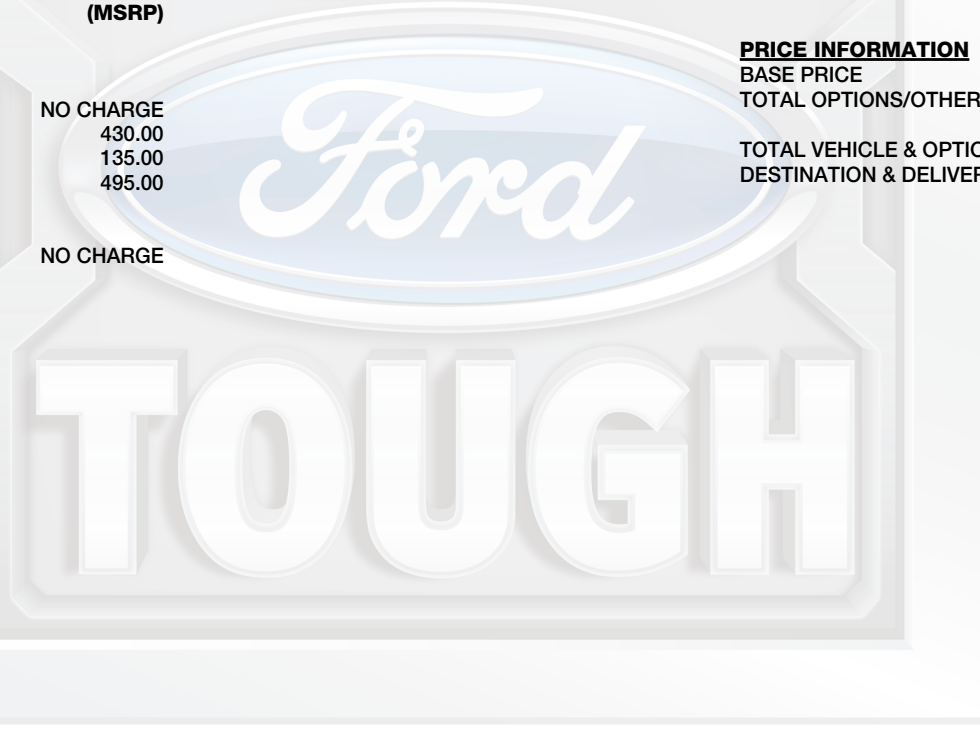 (MSRP)
NO CHARGE
430.00
135.00
495.00
NO CHARGE
PRICE INFORMATION
BASE PRICE
TOTAL OPTIONS/OTHER
TOTAL VEHICLE & OPTIO
DESTINATION & DELIVER
Ford
TOUGH